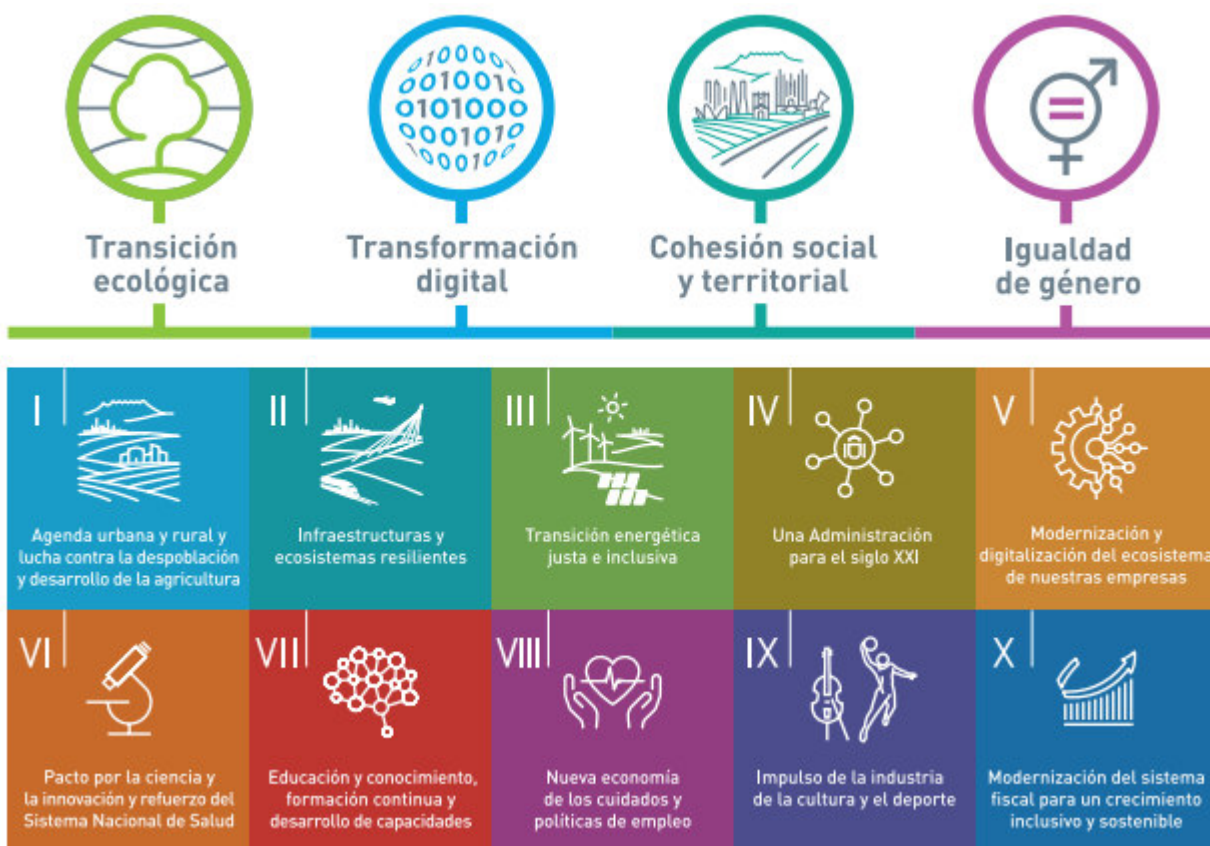 Transición
ecológica
Transformación
digital
Cohesión social
y territorial
Igualdad
de género
I
Agenda urbana y rural y
lucha contra la despoblación
y desarrollo de la agricultura
II
Infraestructuras y
ecosistemas resilientes
III
Transición energética
justa e inclusiva
IV
Una Administración
para el siglo XXI
V
Modernización y
digitalización del ecosistema
de nuestras empresas
VI
Pacto por la ciencia y
la innovación y refuerzo del
Sistema Nacional de Salud
VII
Educación y conocimiento,
formación continua y
desarrollo de capacidades
VIII
Nueva economía
de los cuidados y
políticas de empleo
IX
Impulso de la industria
de la cultura y el deporte
X
Modernización del sistema
fiscal para un crecimiento
inclusivo y sostenible